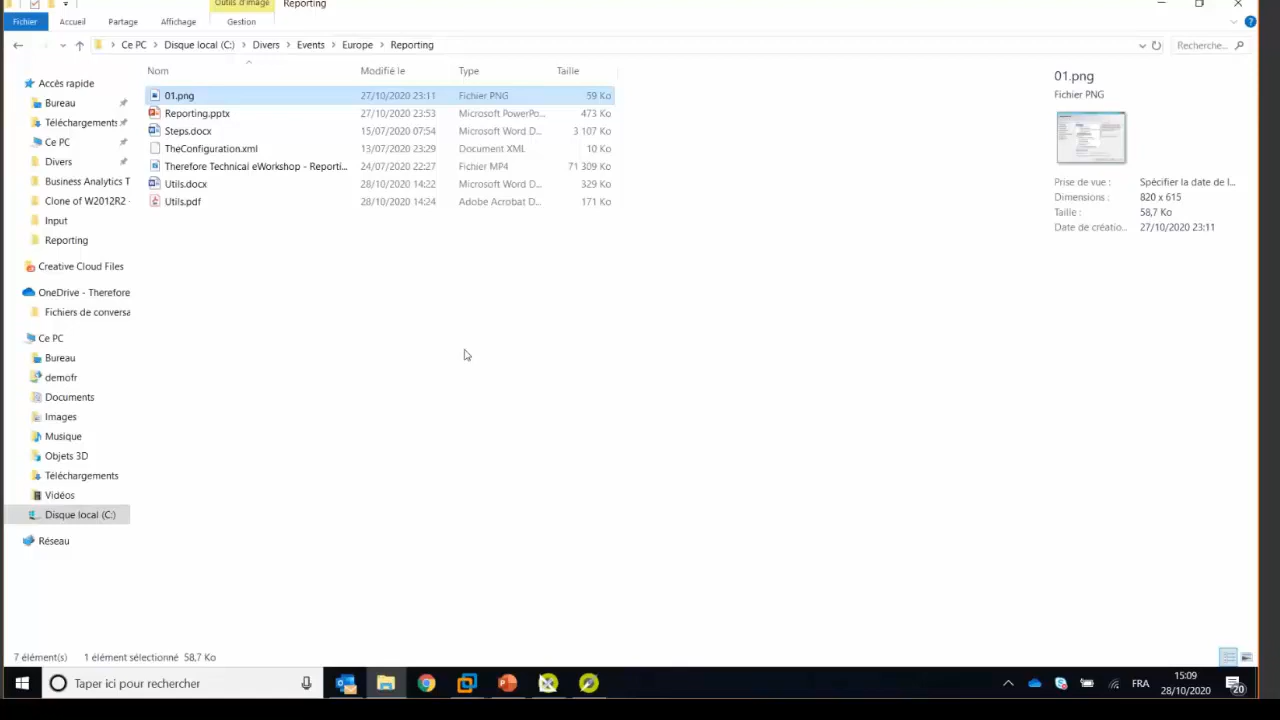 Outils d'image Reporting
Fichier Accueil Partage Affichage Gestion
Ce PC Disque local (C:) Divers Events Europe Reporting Recherche...
Nom Modifié le Type Taille
01.png 27/10/2020 23:11 Fichier PNG 59 Ko
Reporting.pptx 27/10/2020 23:53 Microsoft PowerPo... 473 Ko
Steps.docx 15/07/2020 07:54 Microsoft Word D... 3 107 Ko
TheConfiguration.xml 13/07/2020 23:29 Document XML 10 Ko
Therefore Technical eWorkshop - Reporti... 24/07/2020 22:27 Fichier MP4 71 309 Ko
Utils.docx 28/10/2020 14:22 Microsoft Word D... 329 Ko
Utils.pdf 28/10/2020 14:24 Adobe Acrobat D... 171 Ko
Accès rapide
Bureau
Téléchargements
Ce PC
Divers
Business Analytics T
Clone of W2012R2 -
Input
Reporting
Creative Cloud Files
OneDrive - Therefore
Fichiers de conversa
Ce PC
Bureau
demofr
Documents
Images
Musique
Objets 3D
Téléchargements
Vidéos
Disque local (C:)
Réseau
01.png
Fichier PNG
Prise de vue : Spécifier la date de l...
Dimensions : 820 x 615
Taille : 58,7 Ko
Date de créatio... 27/10/2020 23:11
7 élément(s) 1 élément sélectionné 58,7 Ko
Taper ici pour rechercher
FRA
15:09
28/10/2020
20